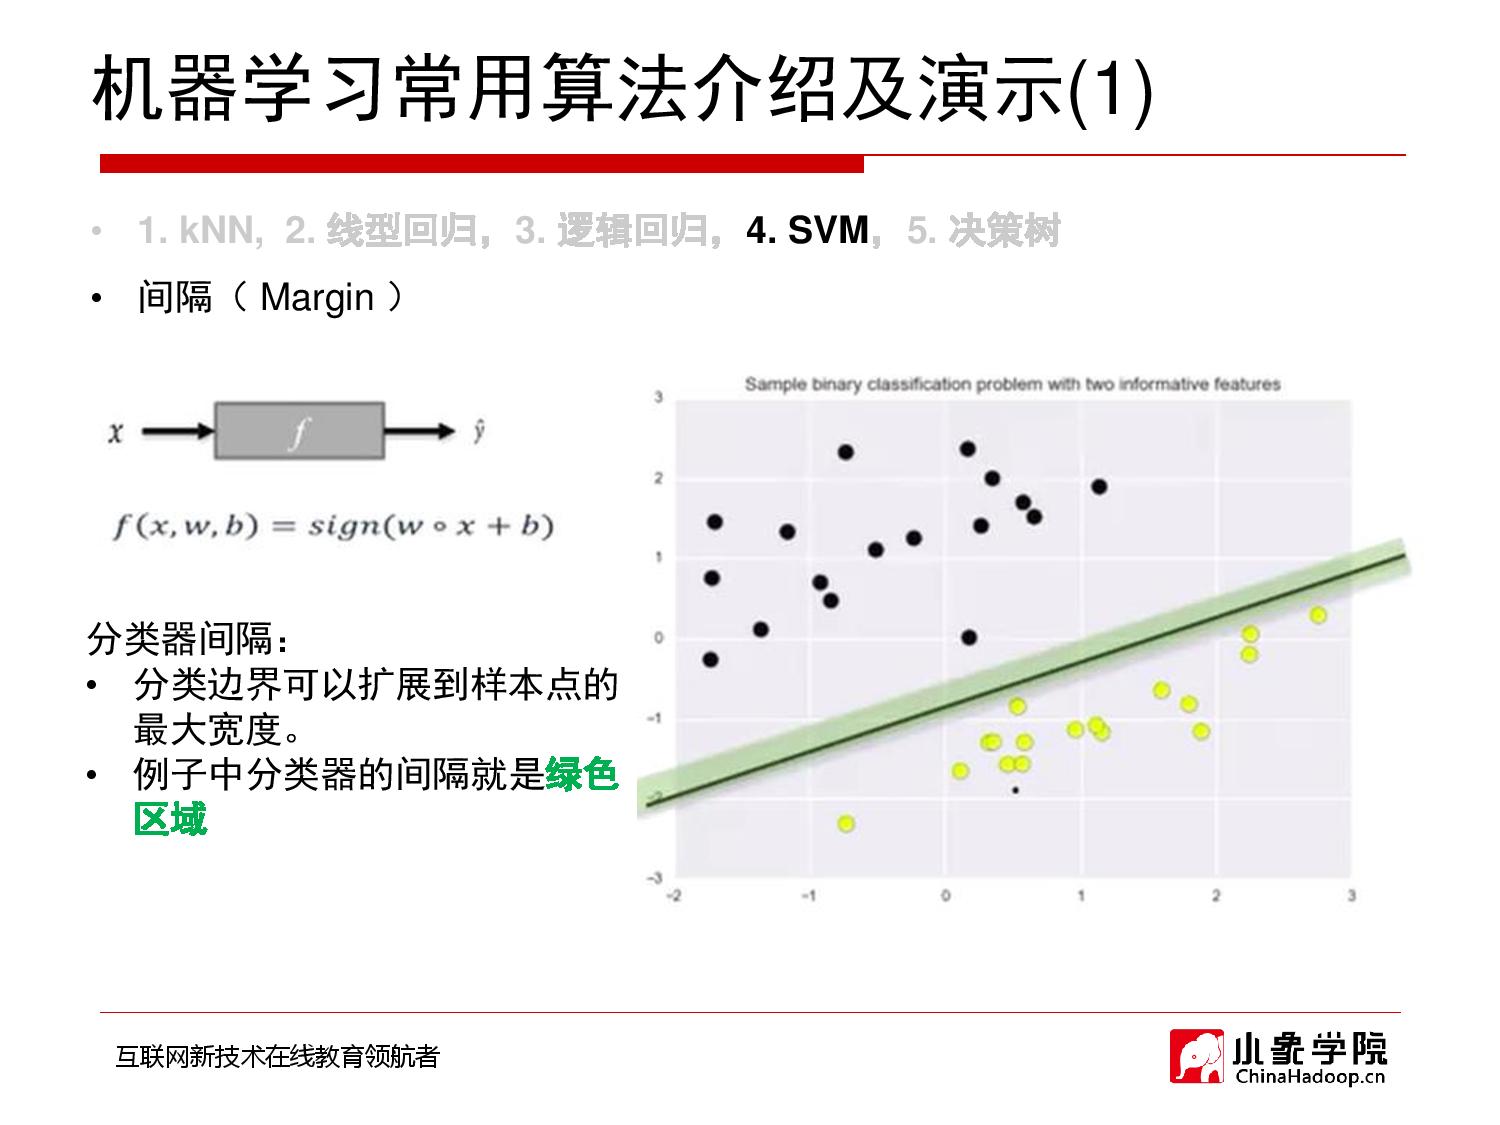 机器学习常用算法介绍及演示(1)
• 1. kNN, 2. 线型回归，3. 逻辑回归，4. SVM，5. 决策树
• 间隔（ Margin ）
x f ŷ
f(x, w, b) = sign(w ∘ x + b)
分类器间隔：
• 分类边界可以扩展到样本点的
最大宽度。
• 例子中分类器的间隔就是绿色
区域
Sample binary classification problem with two informative features
3
2
1
0
−1
−2
−3
−2 −1 0 1 2 3
互联网新技术在线教育领航者
小象学院
ChinaHadoop.cn